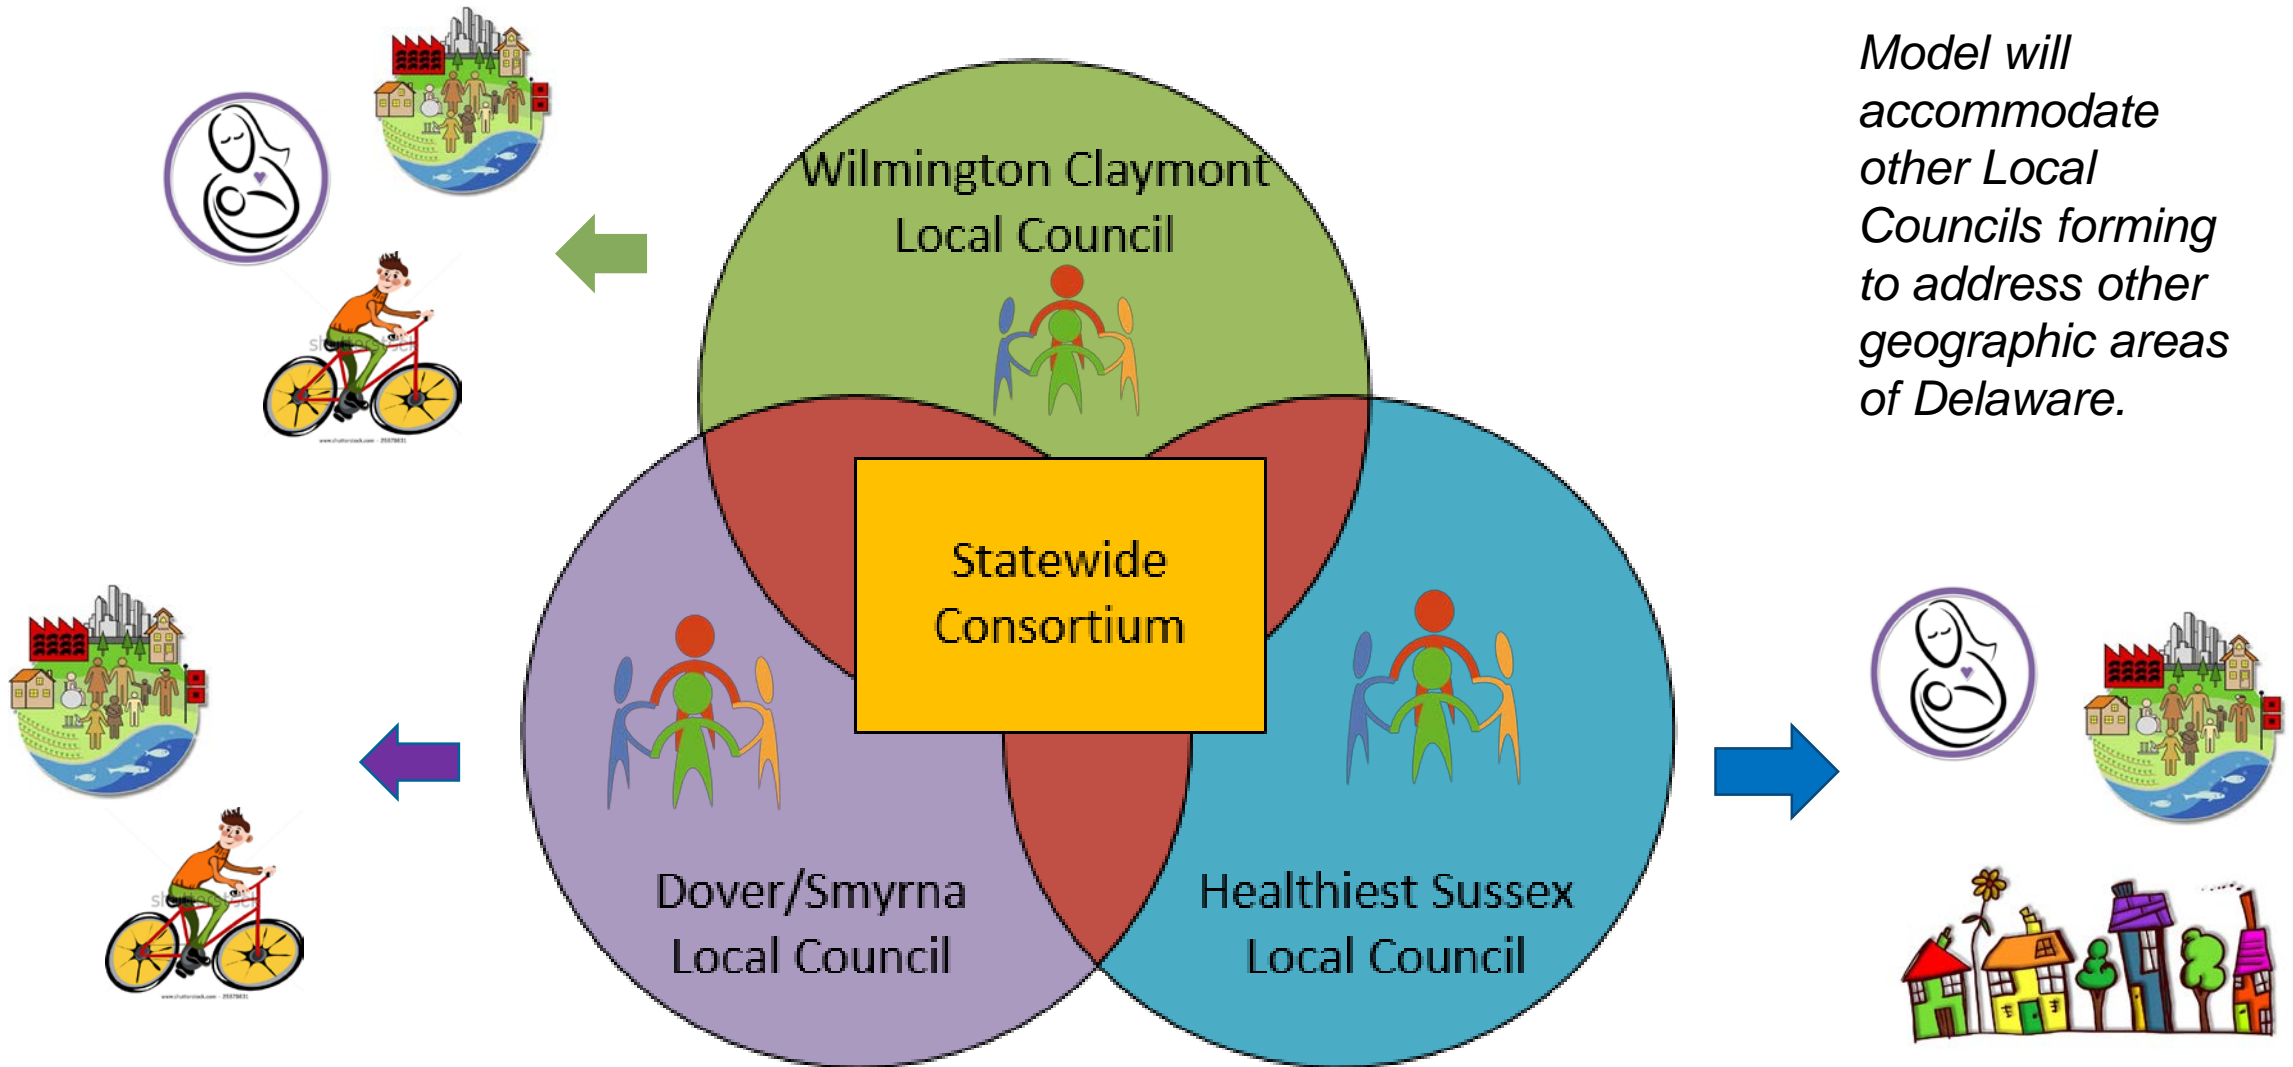 Model will
accommodate
other Local
Councils forming
to address other
geographic areas
of Delaware.
Wilmington Claymont
Local Council
Statewide
Consortium
Dover/Smyrna
Local Council
Healthiest Sussex
Local Council